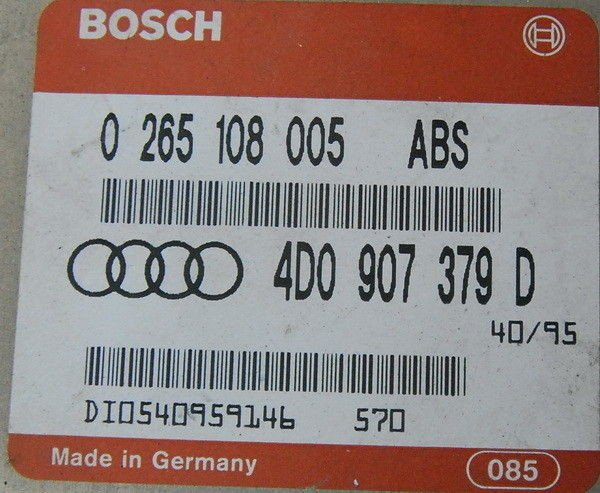 BOSCH
0 265 108 005 ABS
4D0 907 379 D
40/95
DI0540959146 570
Made in Germany 085